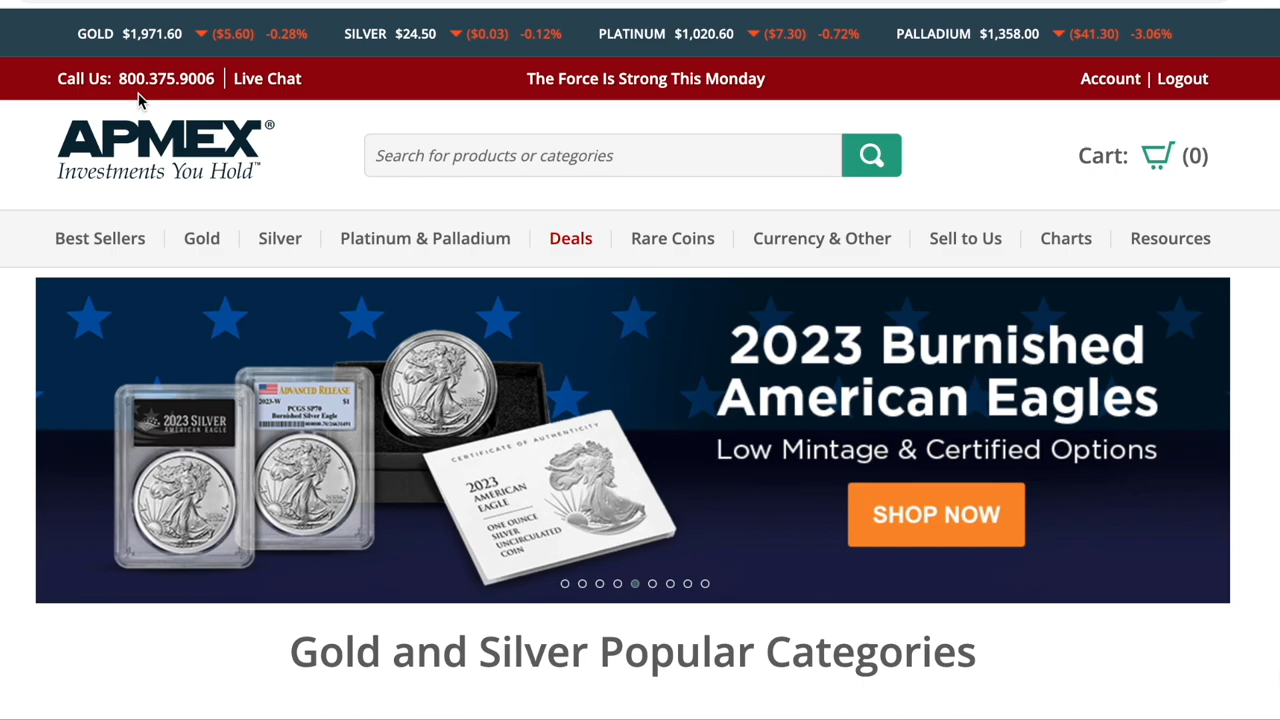 GOLD $1,971.60 ($5.60) -0.28% SILVER $24.50 ($0.03) -0.12% PLATINUM $1,020.60 ($7.30) -0.72% PALLADIUM $1,358.00 ($41.30) -3.06%
Call Us: 800.375.9006 | Live Chat The Force Is Strong This Monday Account | Logout
APMEX®
Investments You Hold™
Search for products or categories
Cart: (0)
Best Sellers Gold Silver Platinum & Palladium Deals Rare Coins Currency & Other Sell to Us Charts Resources
2023 Burnished
American Eagles
Low Mintage & Certified Options
SHOP NOW
2023 SILVER
AMERICAN EAGLE
ADVANCED RELEASE
2023-W $1
PCGS SP70
Burnished Silver Eagle
CERTIFICATE OF AUTHENTICITY
2023
AMERICAN
EAGLE
ONE OUNCE
SILVER
UNCIRCULATED
COIN
Gold and Silver Popular Categories